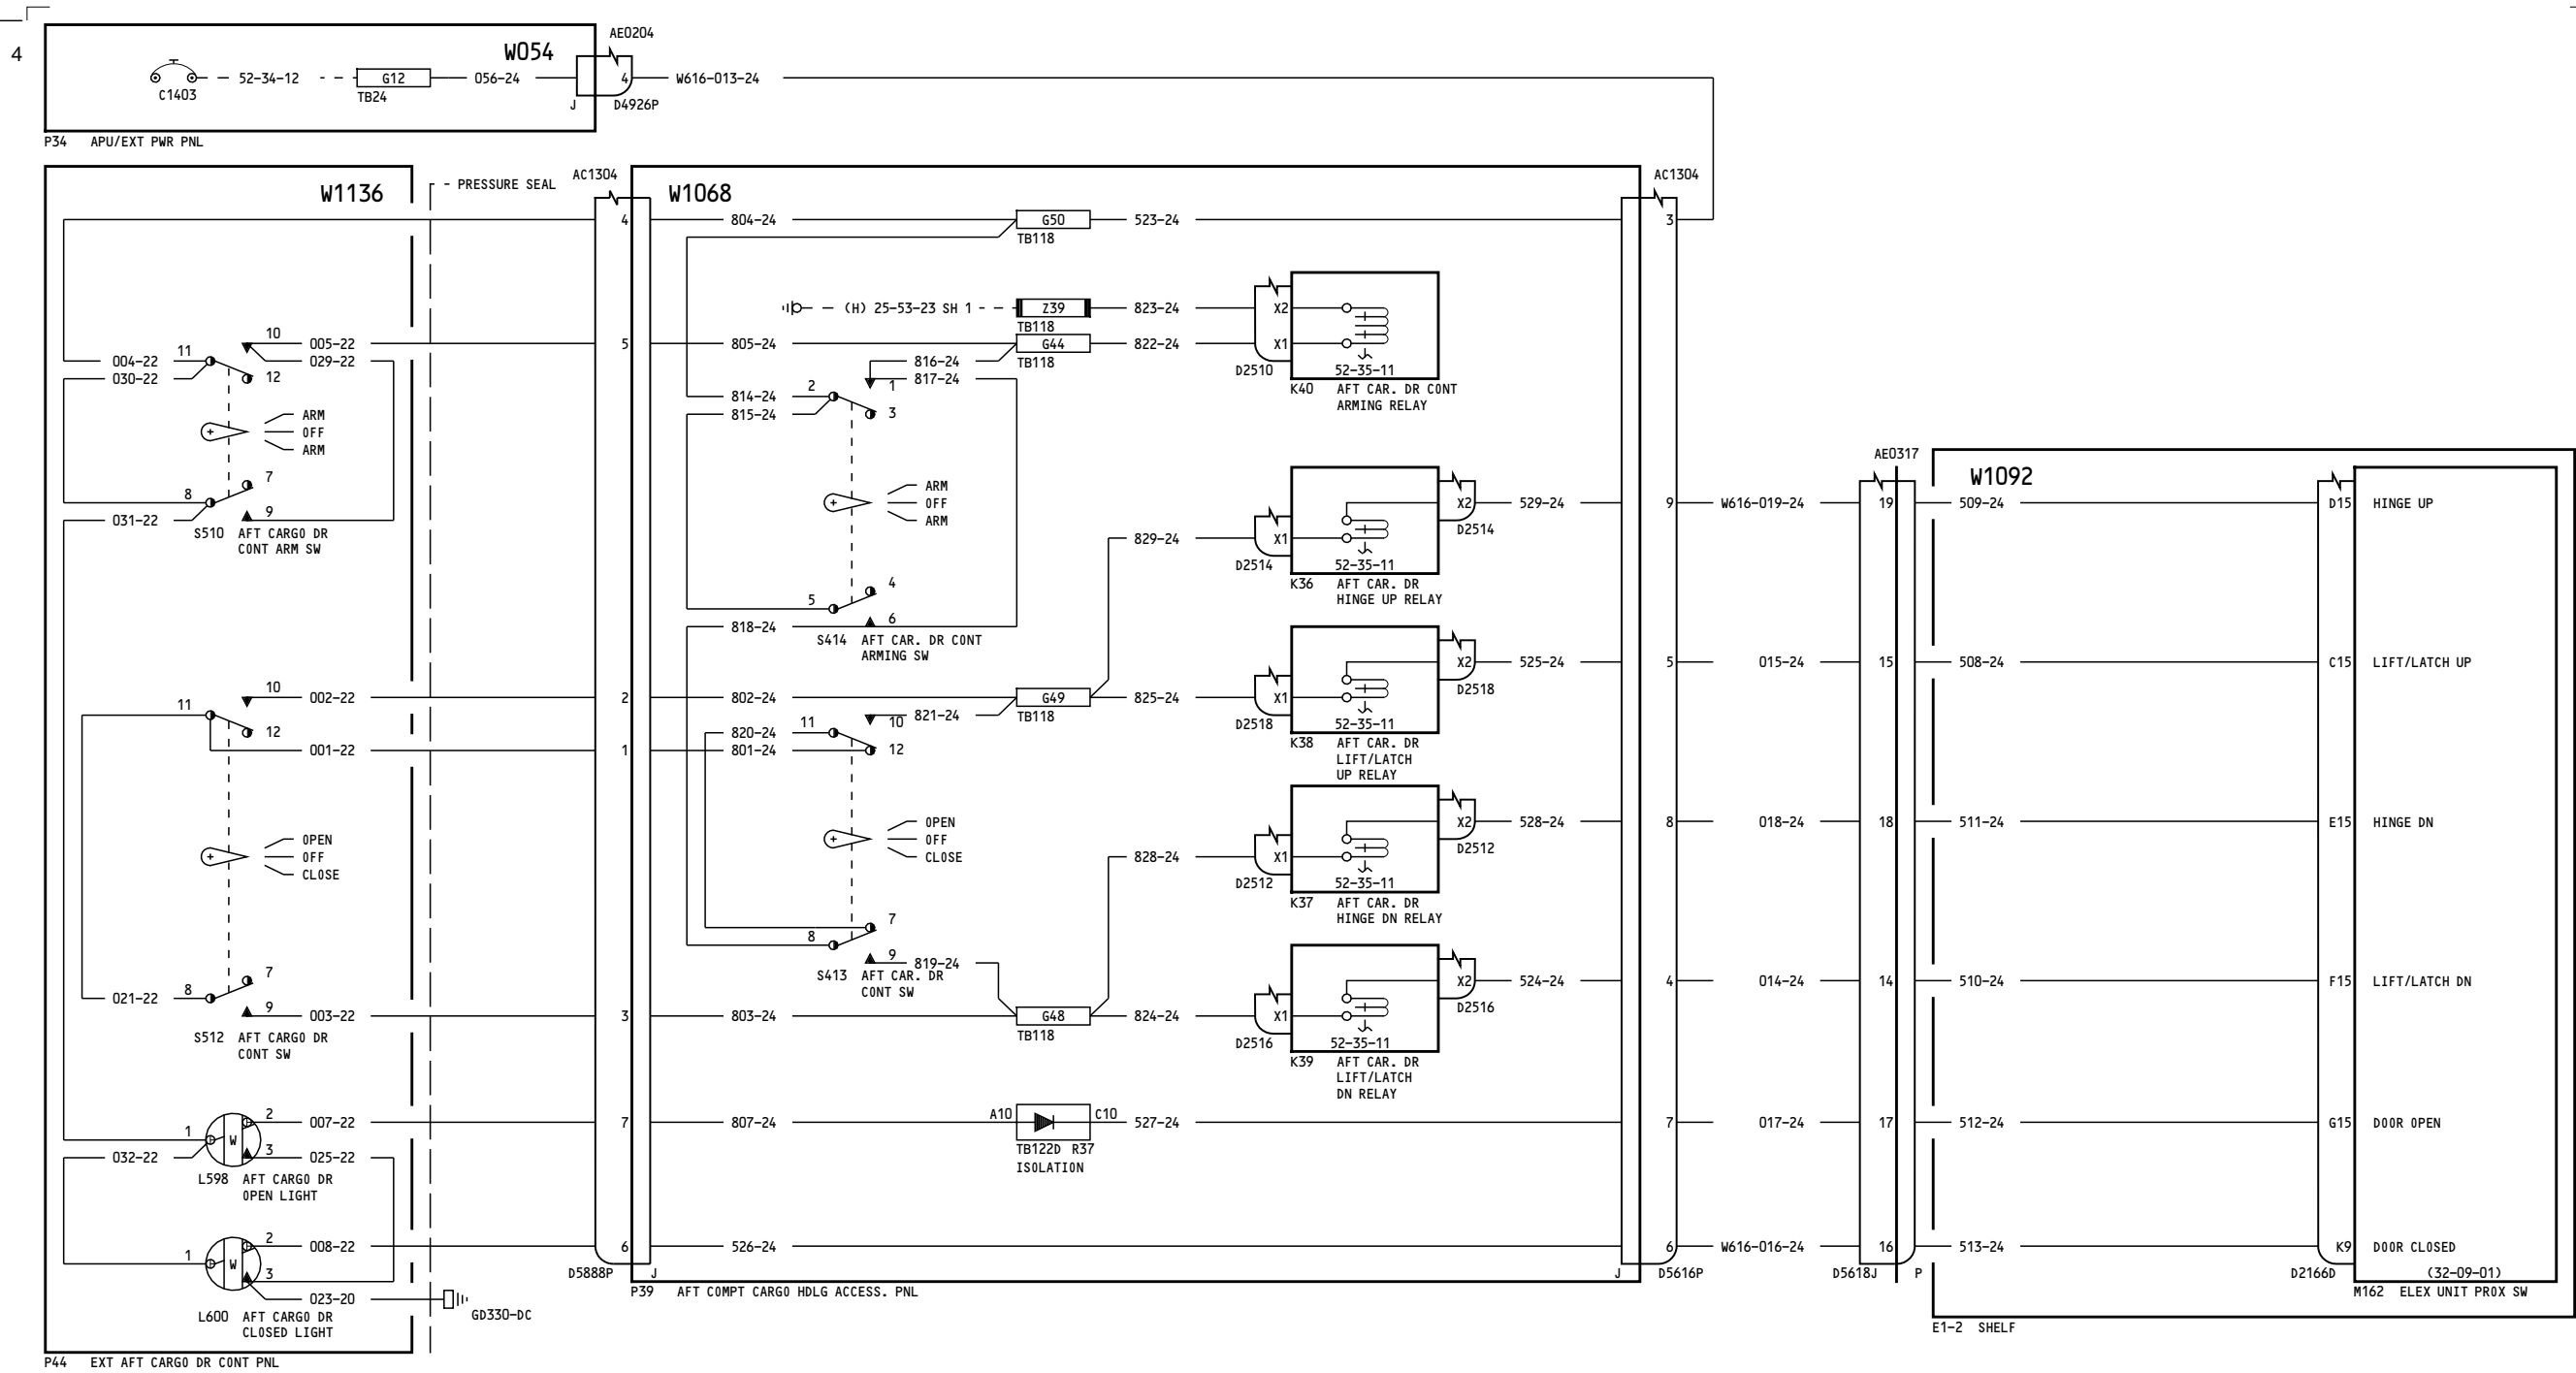 4
W054
AE0204
C1403
52-34-12
G12
TB24
056-24
4
J
D4926P
W616-013-24
P34 APU/EXT PWR PNL
W1136
PRESSURE SEAL
AC1304
W1068
AC1304
4
804-24
G50
TB118
523-24
3
(H) 25-53-23 SH 1
Z39
TB118
823-24
X2
10
005-22
5
805-24
G44
TB118
822-24
X1
D2510
52-35-11
K40 AFT CAR. DR CONT
ARMING RELAY
004-22
11
029-22
030-22
12
816-24
817-24
1
814-24
2
815-24
3
ARM
OFF
ARM
7
8
031-22
9
S510 AFT CARGO DR
CONT ARM SW
ARM
OFF
ARM
4
5
6
818-24
S414 AFT CAR. DR CONT
ARMING SW
829-24
X1
D2514
X2
D2514
52-35-11
K36 AFT CAR. DR
HINGE UP RELAY
529-24
9
W616-019-24
AE0317
19
W1092
509-24
D15 HINGE UP
X2
D2518
525-24
5
015-24
15
508-24
C15 LIFT/LATCH UP
10
002-22
2
802-24
G49
TB118
825-24
X1
D2518
52-35-11
K38 AFT CAR. DR
LIFT/LATCH
UP RELAY
11
12
001-22
1
821-24
10
820-24
11
801-24
12
OPEN
OFF
CLOSE
OPEN
OFF
CLOSE
X2
D2512
528-24
8
018-24
18
511-24
E15 HINGE DN
828-24
X1
D2512
52-35-11
K37 AFT CAR. DR
HINGE DN RELAY
7
8
9
819-24
S413 AFT CAR. DR
CONT SW
7
021-22
8
9
003-22
3
803-24
G48
TB118
824-24
X1
D2516
X2
D2516
52-35-11
K39 AFT CAR. DR
LIFT/LATCH
DN RELAY
524-24
4
014-24
14
510-24
F15 LIFT/LATCH DN
S512 AFT CARGO DR
CONT SW
2
007-22
7
807-24
A10
C10
TB122D R37
ISOLATION
527-24
7
017-24
17
512-24
G15 DOOR OPEN
1
W
032-22
3
025-22
L598 AFT CARGO DR
OPEN LIGHT
2
008-22
6
526-24
6
W616-016-24
16
513-24
K9 DOOR CLOSED
1
W
3
D5888P
J
J
D5616P
D5618J
P
D2166D
(32-09-01)
P39 AFT COMPT CARGO HDLG ACCESS. PNL
M162 ELEX UNIT PROX SW
023-20
GD330-DC
L600 AFT CARGO DR
CLOSED LIGHT
E1-2 SHELF
P44 EXT AFT CARGO DR CONT PNL